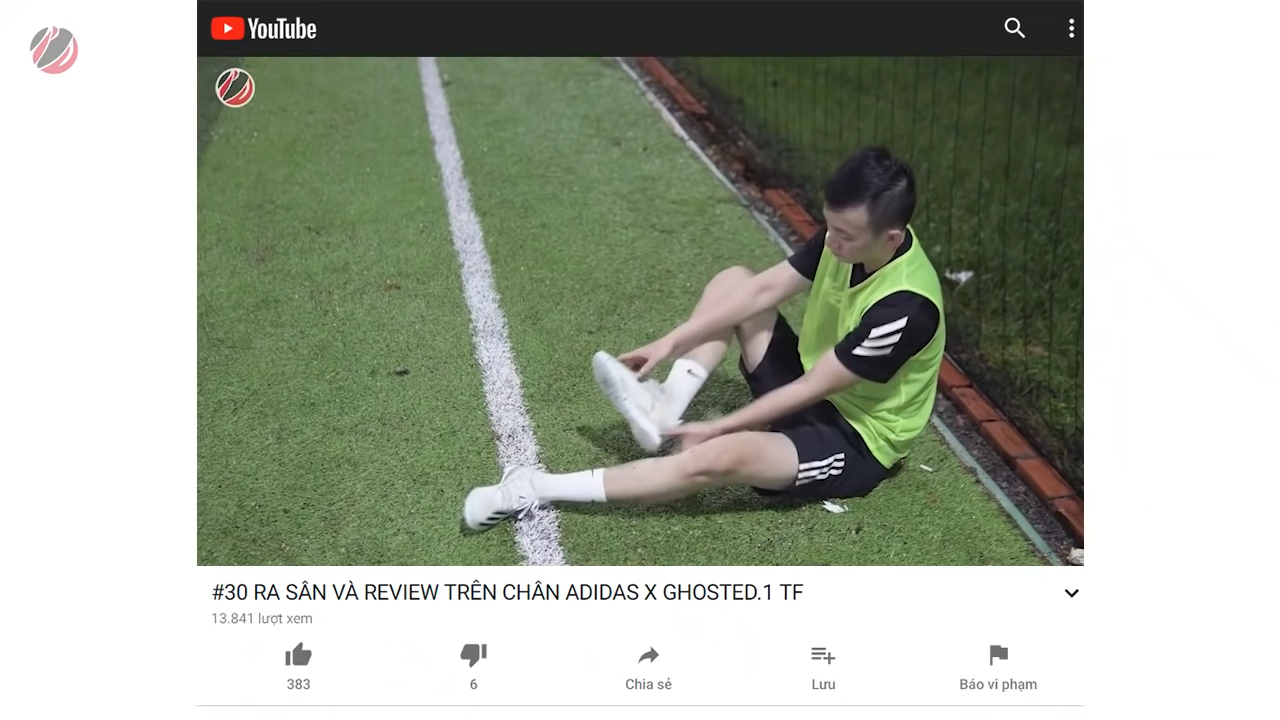 YouTube
#30 RA SÂN VÀ REVIEW TRÊN CHÂN ADIDAS X GHOSTED.1 TF
13.841 lượt xem
383
6
Chia sẻ
Lưu
Báo vi phạm